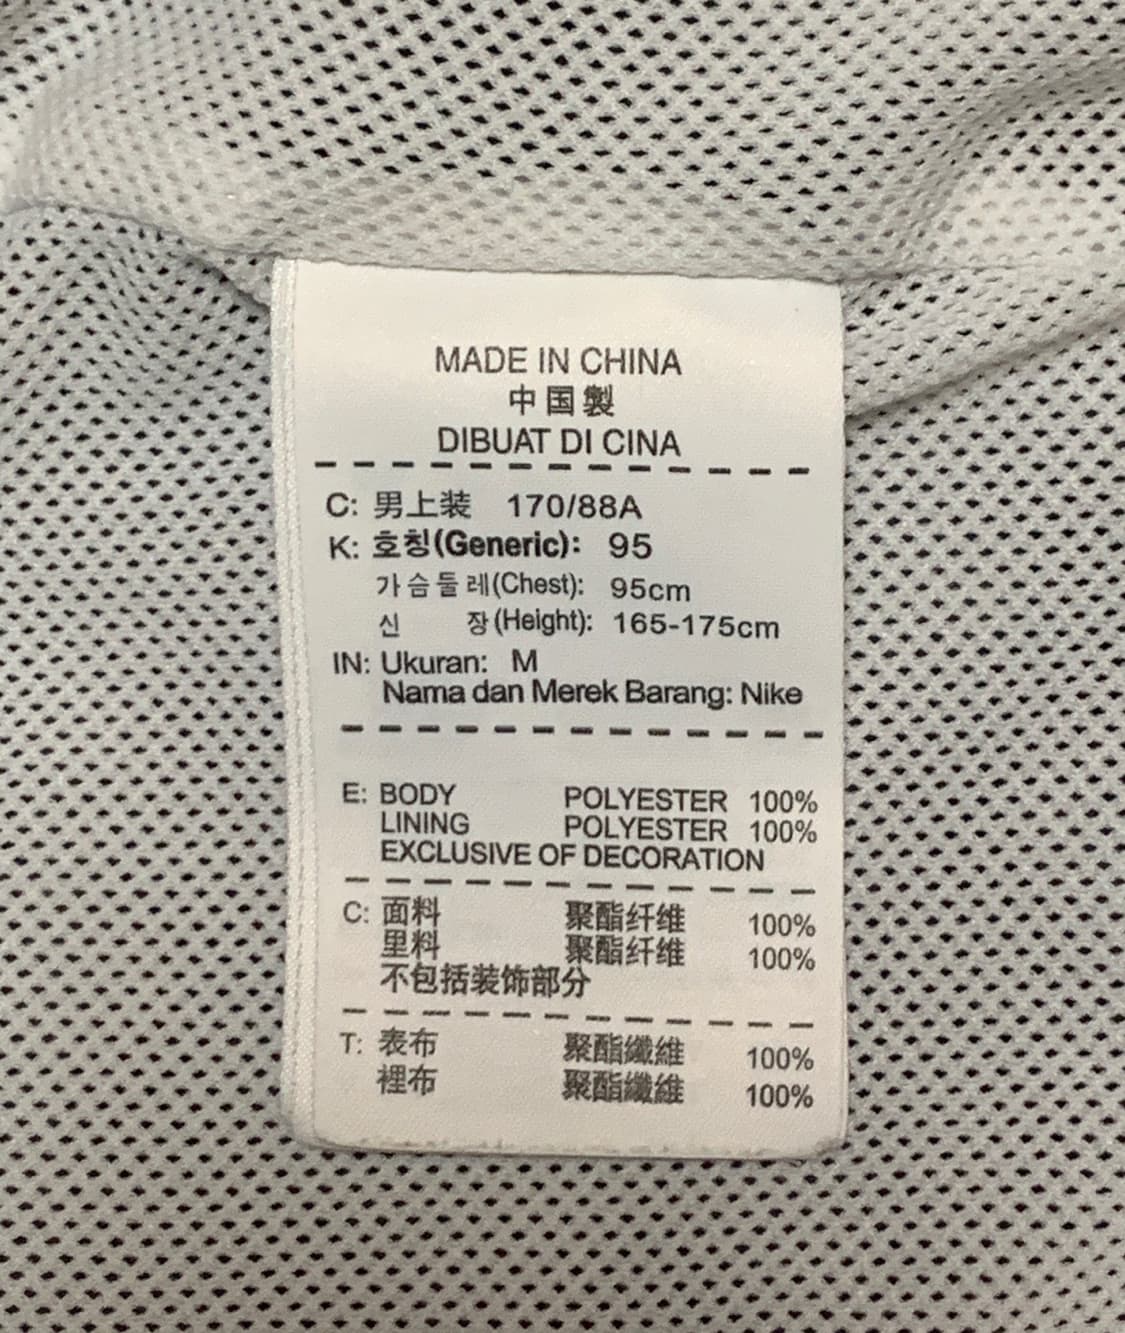 MADE IN CHINA
中国製
DIBUAT DI CINA
C: 男上装 170/88A
K: 호칭(Generic): 95
가슴둘레(Chest): 95cm
신 장(Height): 165-175cm
IN: Ukuran: M
Nama dan Merek Barang: Nike
E: BODY POLYESTER 100%
LINING POLYESTER 100%
EXCLUSIVE OF DECORATION
C: 面料 聚酯纤维 100%
里料 聚酯纤维 100%
不包括装饰部分
T: 表布 聚酯纖維 100%
裡布 聚酯纖維 100%